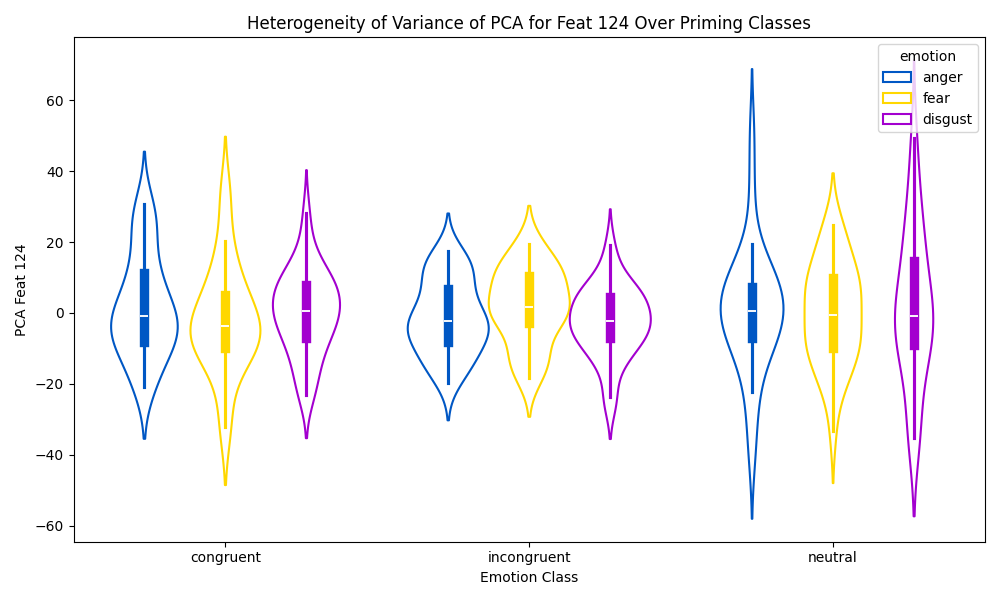 Heterogeneity of Variance of PCA for Feat 124 Over Priming Classes
emotion
anger
fear
disgust
PCA Feat 124
60
40
20
0
−20
−40
−60
congruent
incongruent
neutral
Emotion Class